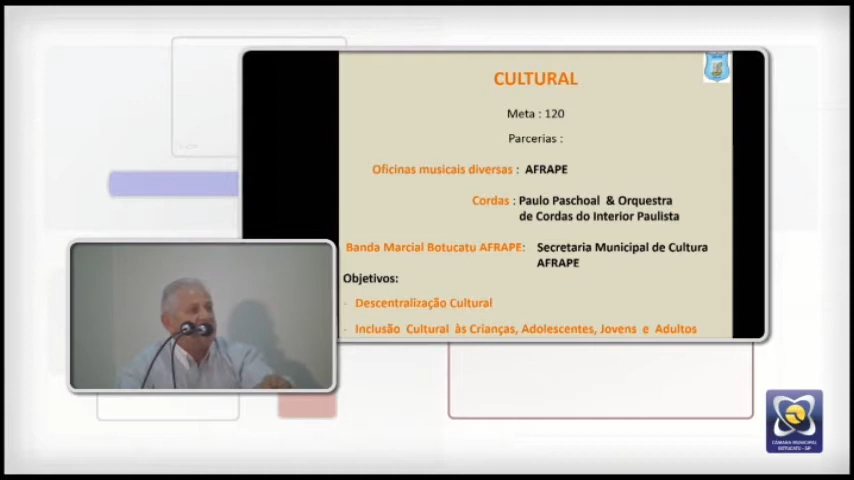 CULTURAL
Meta : 120
Parcerias :
Oficinas musicais diversas : AFRAPE
Cordas : Paulo Paschoal & Orquestra
de Cordas do Interior Paulista
Banda Marcial Botucatu AFRAPE: Secretaria Municipal de Cultura
AFRAPE
Objetivos:
- Descentralização Cultural
- Inclusão Cultural às Crianças, Adolescentes, Jovens e Adultos
CÂMARA MUNICIPAL
BOTUCATU - SP